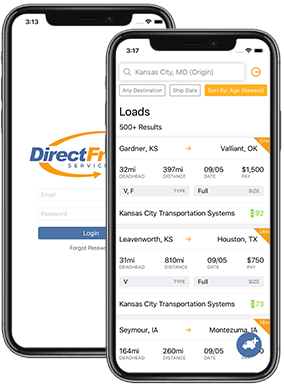 3:13
DirectFr
SERVIC
Email
Password
Login
Forgot Passwo
3:17
Kansas City, MO (Origin)
Any Destination
Ship Date
Sort By: Age (Newest)
Loads
500+ Results
Gardner, KS → Valliant, OK
32mi 397mi 09/05 $1,500
DEADHEAD DISTANCE DATE PAY
V, F TYPE Full SIZE
Kansas City Transportation Systems 92
Leavenworth, KS → Houston, TX
31mi 810mi 09/05 $750
DEADHEAD DISTANCE DATE PAY
V, F TYPE Full SIZE
Kansas City Transportation Systems 73
Seymour, IA → Montezuma, IA
164mi 260mi 09/05
DEADHEAD DISTANCE DATE